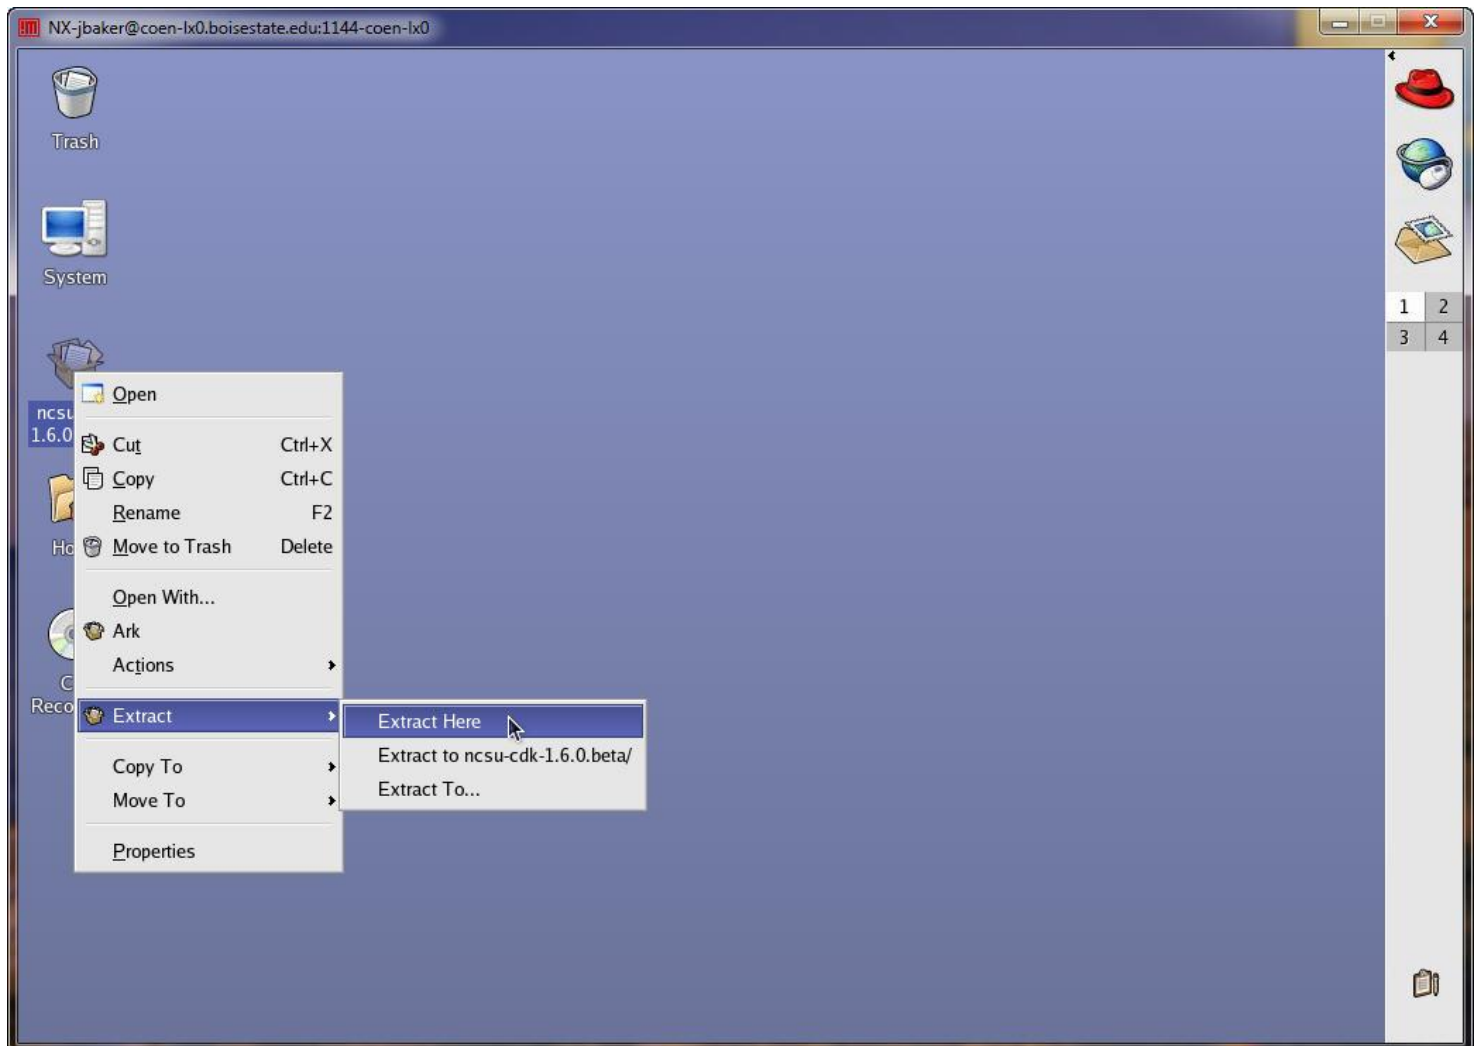 NX-jbaker@coen-lx0.boisestate.edu:1144-coen-lx0
Trash
System
ncsu
1.6.0
Ho
C
Reco
Open
Cut Ctrl+X
Copy Ctrl+C
Rename F2
Move to Trash Delete
Open With...
Ark
Actions
Extract
Copy To
Move To
Properties
Extract Here
Extract to ncsu-cdk-1.6.0.beta/
Extract To...
1 2
3 4